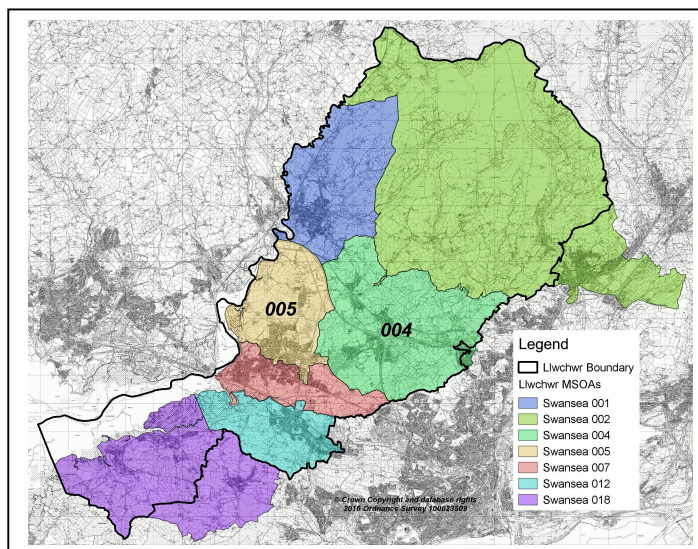 005
004
Legend
Llwchwr Boundary
Llwchwr MSOAs
Swansea 001
Swansea 002
Swansea 004
Swansea 005
Swansea 007
Swansea 012
Swansea 018
© Crown Copyright and database rights
2016 Ordnance Survey 100023509